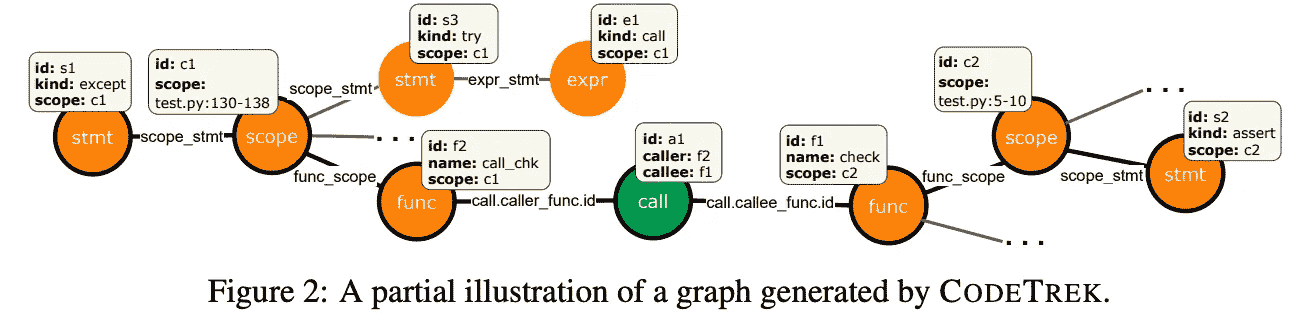 id: s1
kind: except
scope: c1
stmt
scope_stmt
id: c1
scope:
test.py:130-138
scope
scope_stmt
id: s3
kind: try
scope: c1
stmt
expr_stmt
id: e1
kind: call
scope: c1
expr
. . .
func_scope
id: f2
name: call_chk
scope: c1
func
call.caller_func.id
id: a1
caller: f2
callee: f1
call
call.callee_func.id
id: f1
name: check
scope: c2
func
func_scope
. . .
id: c2
scope:
test.py:5-10
scope
. . .
scope_stmt
id: s2
kind: assert
scope: c2
stmt
Figure 2: A partial illustration of a graph generated by CODETREK.